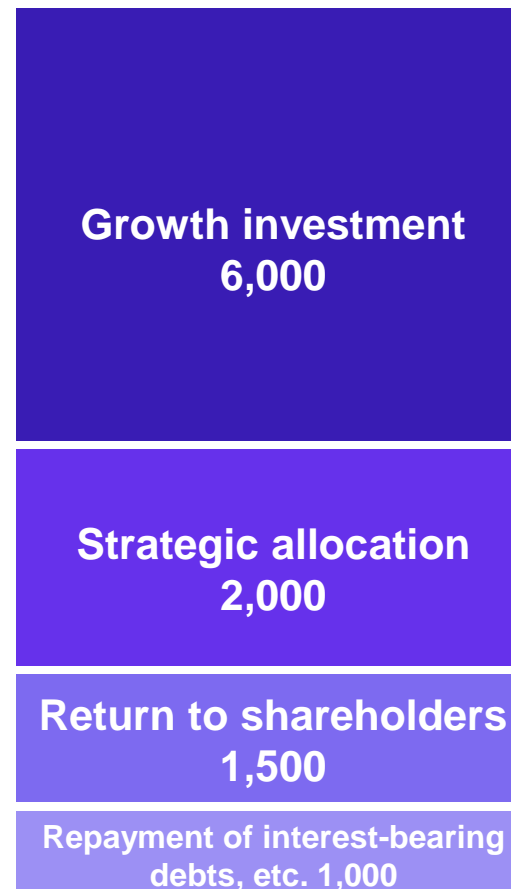 Growth investment
6,000
Strategic allocation
2,000
Return to shareholders
1,500
Repayment of interest-bearing
debts, etc. 1,000